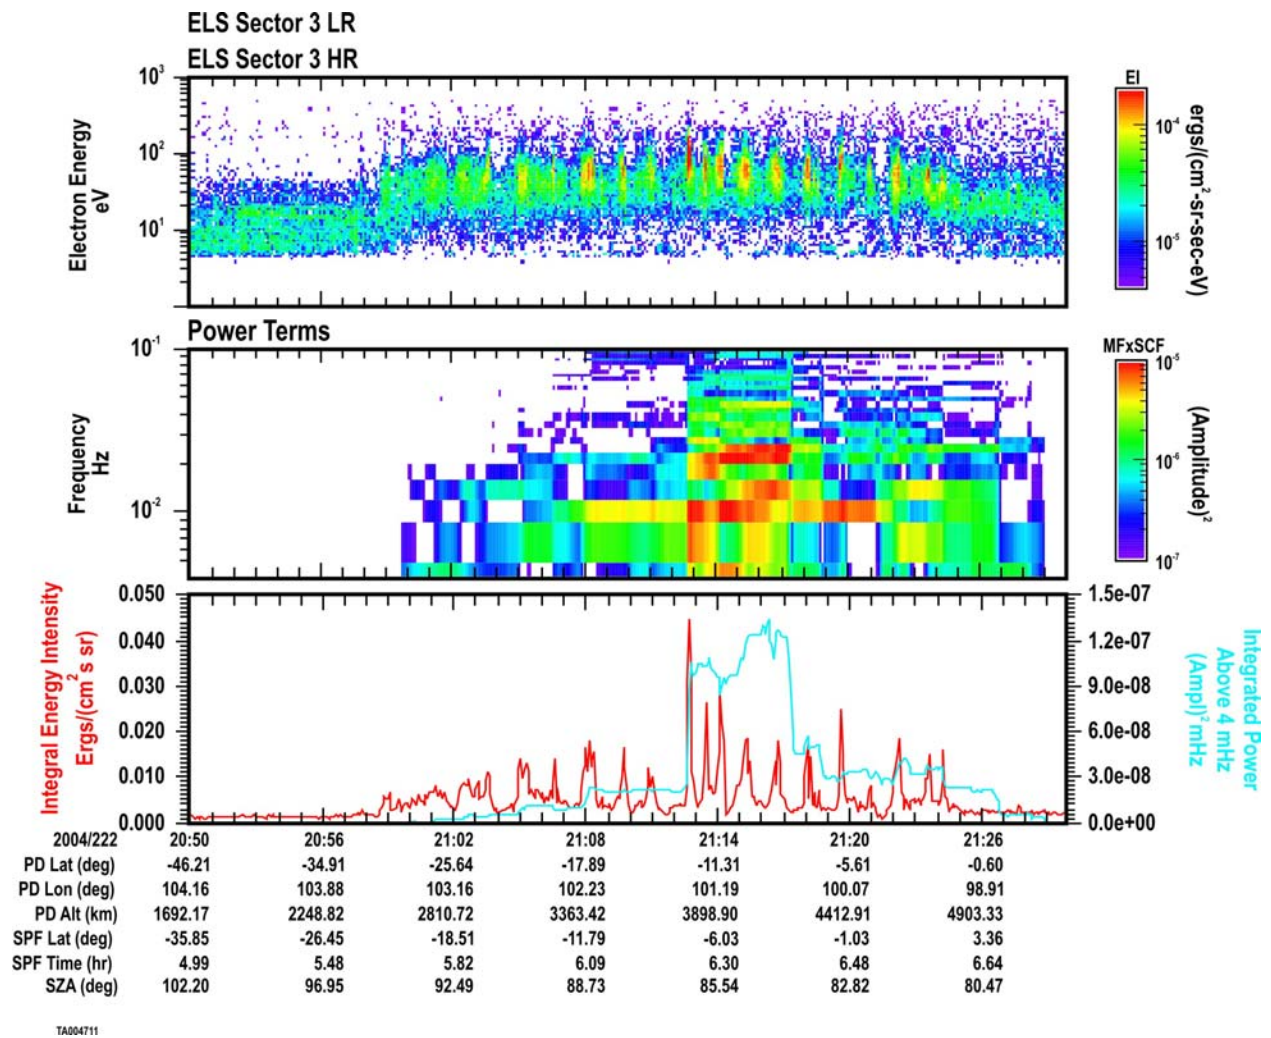 ELS Sector 3 LR
ELS Sector 3 HR
10³
10²
10¹
Electron Energy
eV
EI
10⁻⁴
10⁻⁵
ergs/(cm²-sr-sec-eV)
Power Terms
10⁻¹
10⁻²
Frequency
Hz
MFxSCF
10⁻⁵
10⁻⁶
10⁻⁷
(Amplitude)²
0.050
0.040
0.030
0.020
0.010
0.000
Integral Energy Intensity
Ergs/(cm² s sr)
1.5e-07
1.2e-07
9.0e-08
6.0e-08
3.0e-08
0.0e+00
Integrated Power
Above 4 mHz
(Ampl)² mHz
2004/222 20:50 20:56 21:02 21:08 21:14 21:20 21:26
PD Lat (deg) -46.21 -34.91 -25.64 -17.89 -11.31 -5.61 -0.60
PD Lon (deg) 104.16 103.88 103.16 102.23 101.19 100.07 98.91
PD Alt (km) 1692.17 2248.82 2810.72 3363.42 3898.90 4412.91 4903.33
SPF Lat (deg) -35.85 -26.45 -18.51 -11.79 -6.03 -1.03 3.36
SPF Time (hr) 4.99 5.48 5.82 6.09 6.30 6.48 6.64
SZA (deg) 102.20 96.95 92.49 88.73 85.54 82.82 80.47
TA004711